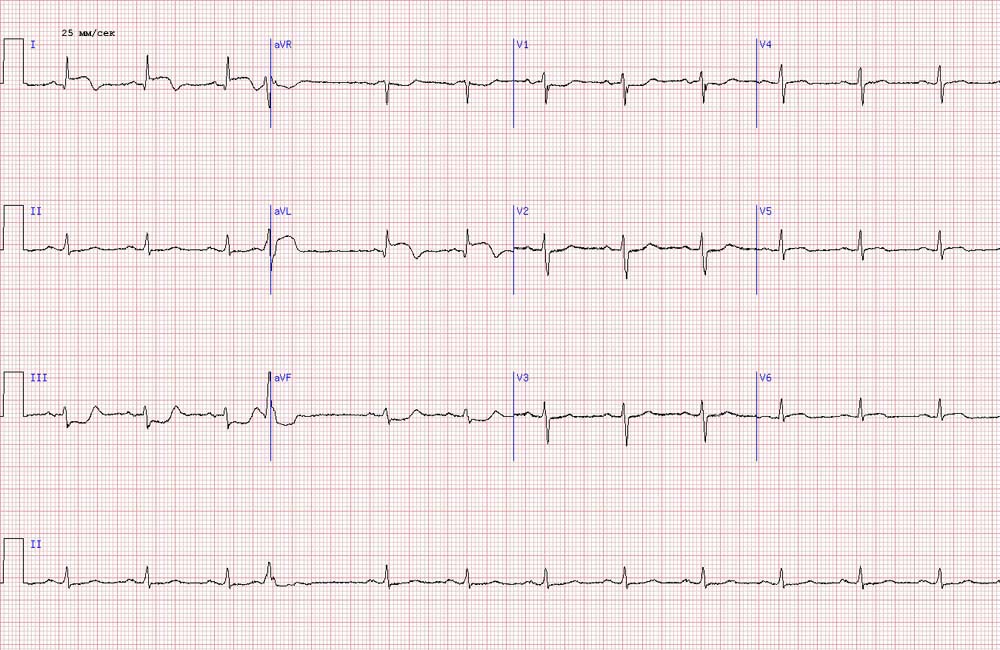 25 мм/сек
I aVR V1 V4
II aVL V2 V5
III aVF V3 V6
II